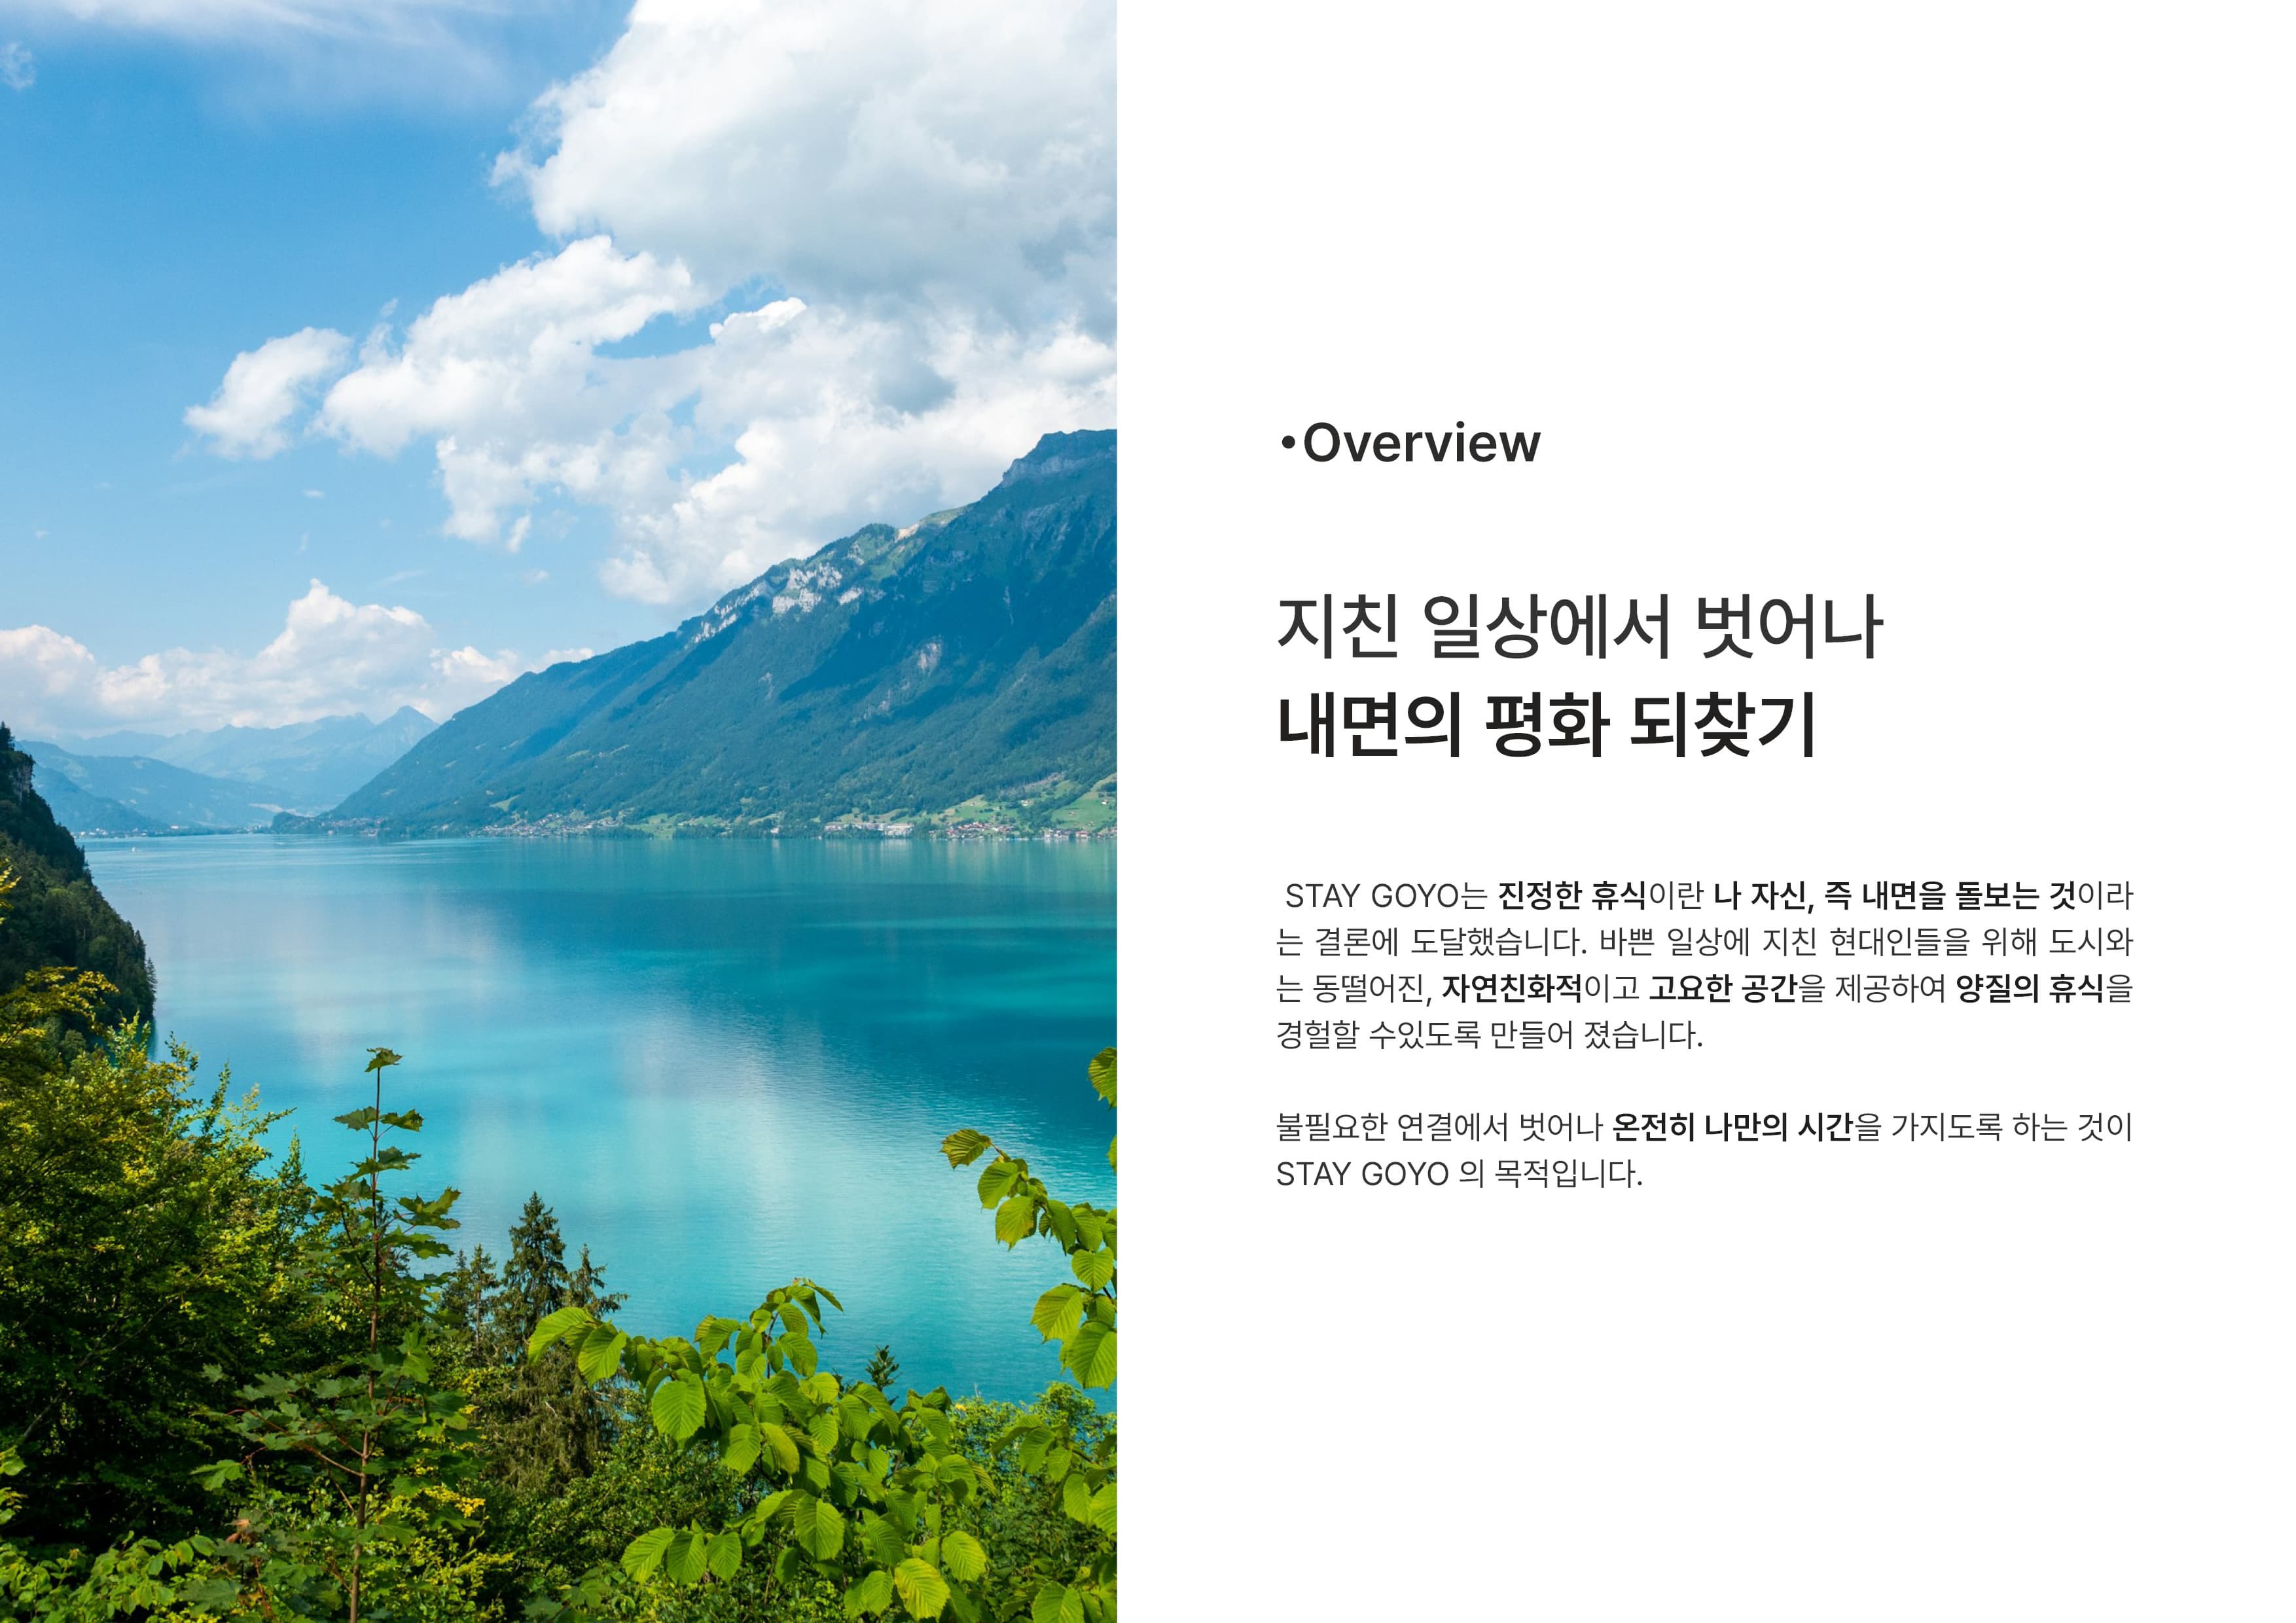 •Overview
지친 일상에서 벗어나
내면의 평화 되찾기
STAY GOYO는 진정한 휴식이란 나 자신, 즉 내면을 돌보는 것이라
는 결론에 도달했습니다. 바쁜 일상에 지친 현대인들을 위해 도시와
는 동떨어진, 자연친화적이고 고요한 공간을 제공하여 양질의 휴식을
경험할 수있도록 만들어 졌습니다.
불필요한 연결에서 벗어나 온전히 나만의 시간을 가지도록 하는 것이
STAY GOYO 의 목적입니다.